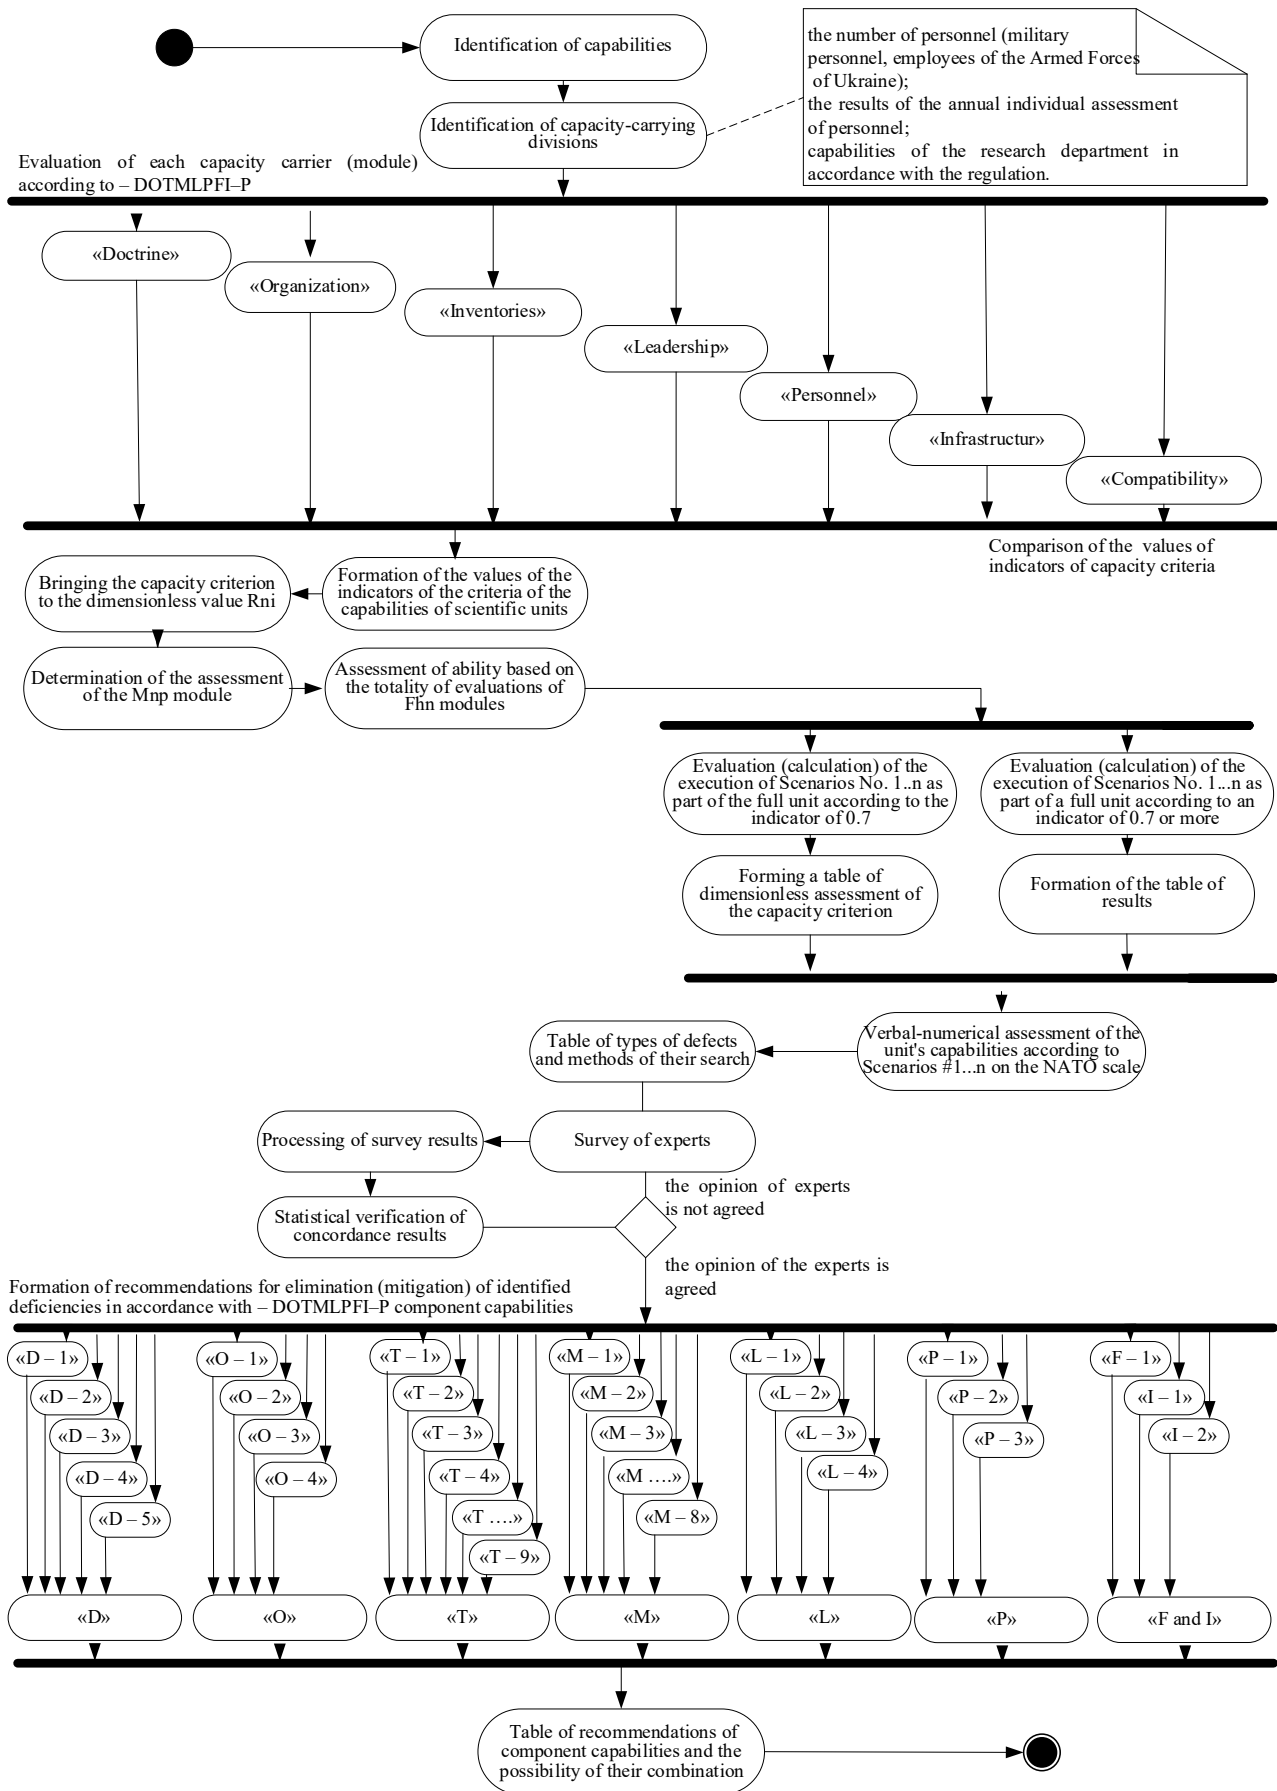 Identification of capabilities
the number of personnel (military
personnel, employees of the Armed Forces
of Ukraine);
the results of the annual individual assessment
of personnel;
capabilities of the research department in
accordance with the regulation.
Identification of capacity-carrying
divisions
Evaluation of each capacity carrier (module)
according to – DOTMLPFI–P
«Doctrine»
«Organization»
«Inventories»
«Leadership»
«Personnel»
«Infrastructur»
«Compatibility»
Comparison of the values of
indicators of capacity criteria
Formation of the values of the
indicators of the criteria of the
capabilities of scientific units
Bringing the capacity criterion
to the dimensionless value Rni
Determination of the assessment
of the Mnp module
Assessment of ability based on
the totality of evaluations of
Fhn modules
Evaluation (calculation) of the
execution of Scenarios No. 1..n as
part of the full unit according to the
indicator of 0.7
Evaluation (calculation) of the
execution of Scenarios No. 1...n as
part of a full unit according to an
indicator of 0.7 or more
Forming a table of
dimensionless assessment of
the capacity criterion
Formation of the table of
results
Verbal-numerical assessment of the
unit's capabilities according to
Scenarios #1...n on the NATO scale
Table of types of defects
and methods of their search
Survey of experts
Processing of survey results
Statistical verification of
concordance results
the opinion of experts
is not agreed
the opinion of the experts is
agreed
Formation of recommendations for elimination (mitigation) of identified
deficiencies in accordance with – DOTMLPFI–P component capabilities
«D – 1»
«D – 2»
«D – 3»
«D – 4»
«D – 5»
«O – 1»
«O – 2»
«O – 3»
«O – 4»
«T – 1»
«T – 2»
«T – 3»
«T – 4»
«T ….»
«T – 9»
«M – 1»
«M – 2»
«M – 3»
«M ….»
«M – 8»
«L – 1»
«L – 2»
«L – 3»
«L – 4»
«P – 1»
«P – 2»
«P – 3»
«F – 1»
«I – 1»
«I – 2»
«D»
«O»
«T»
«M»
«L»
«P»
«F and I»
Table of recommendations of
component capabilities and the
possibility of their combination